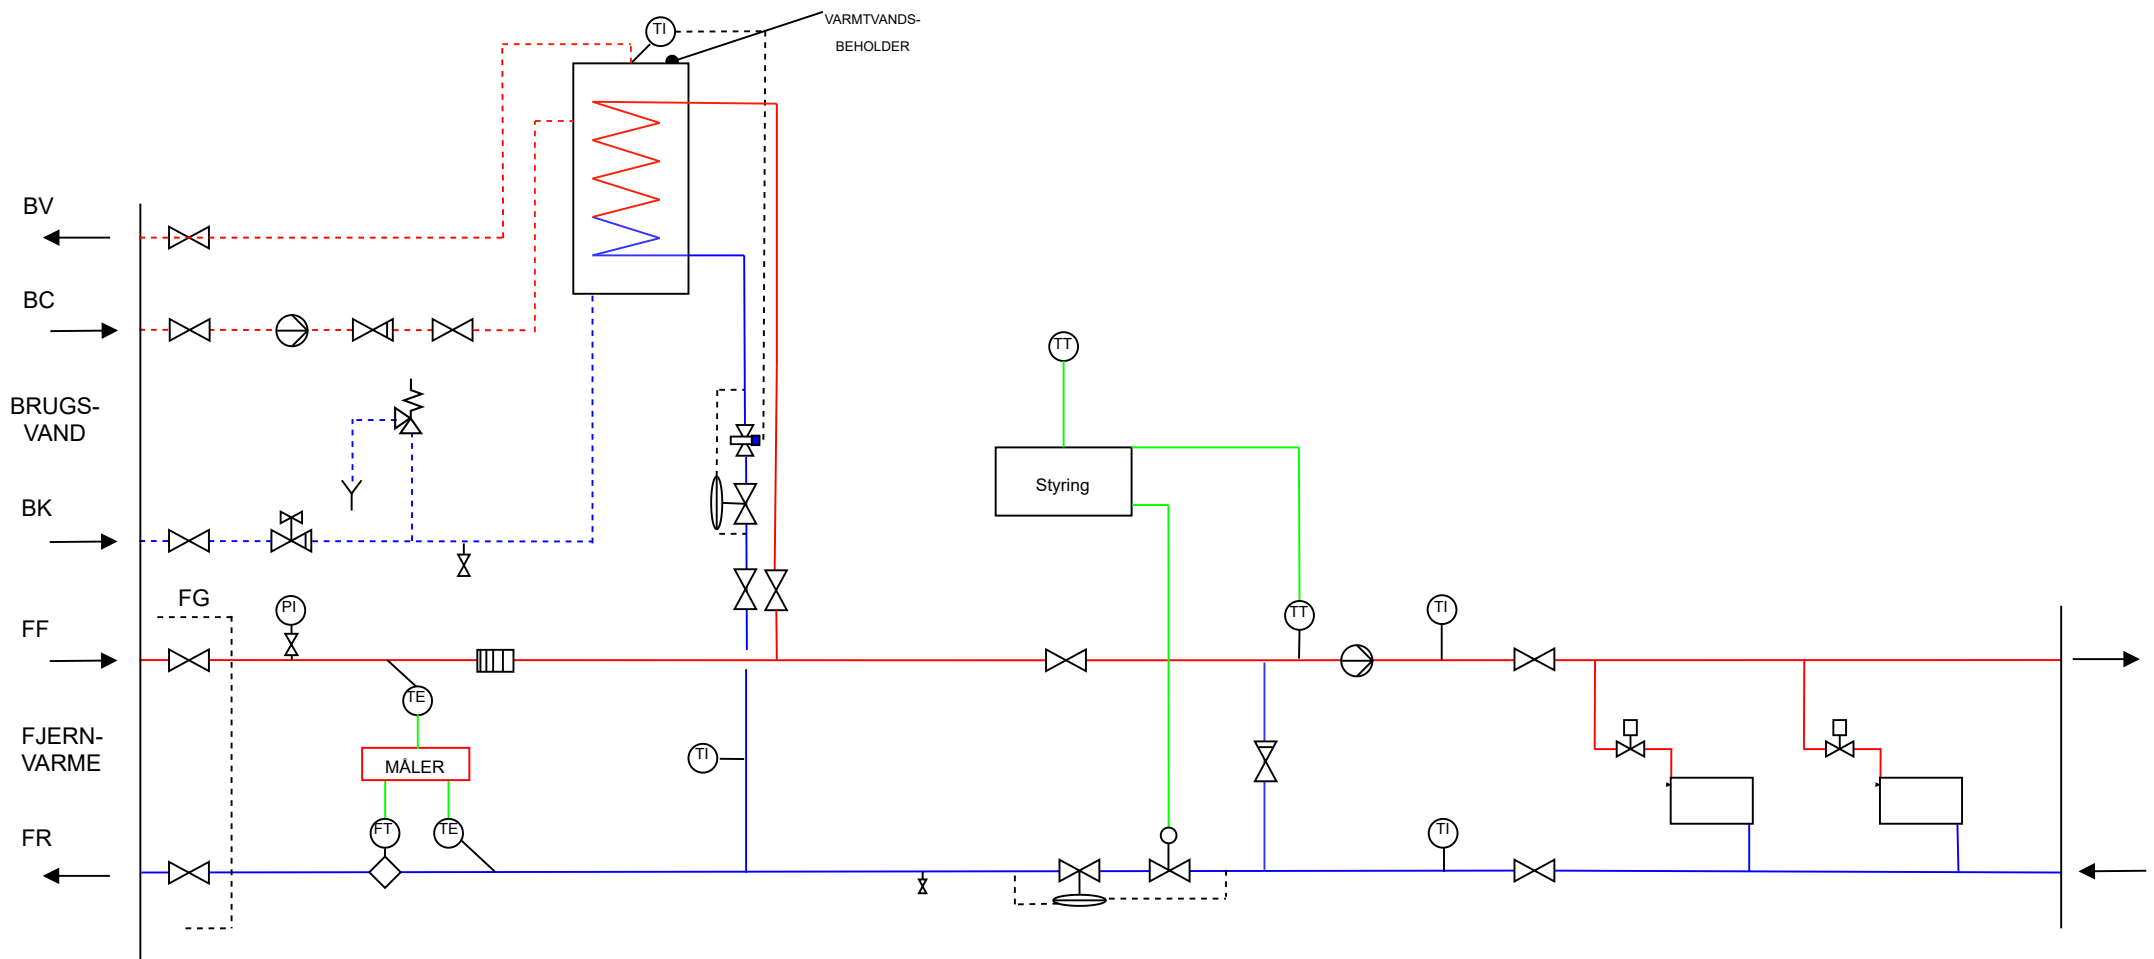 TI
VARMTVANDS-
BEHOLDER
BV
BC
TT
BRUGS-
VAND
Styring
BK
FG
PI
FF
TT
TI
TE
FJERN-
VARME
MÅLER
TI
FR
FT
TE
TI